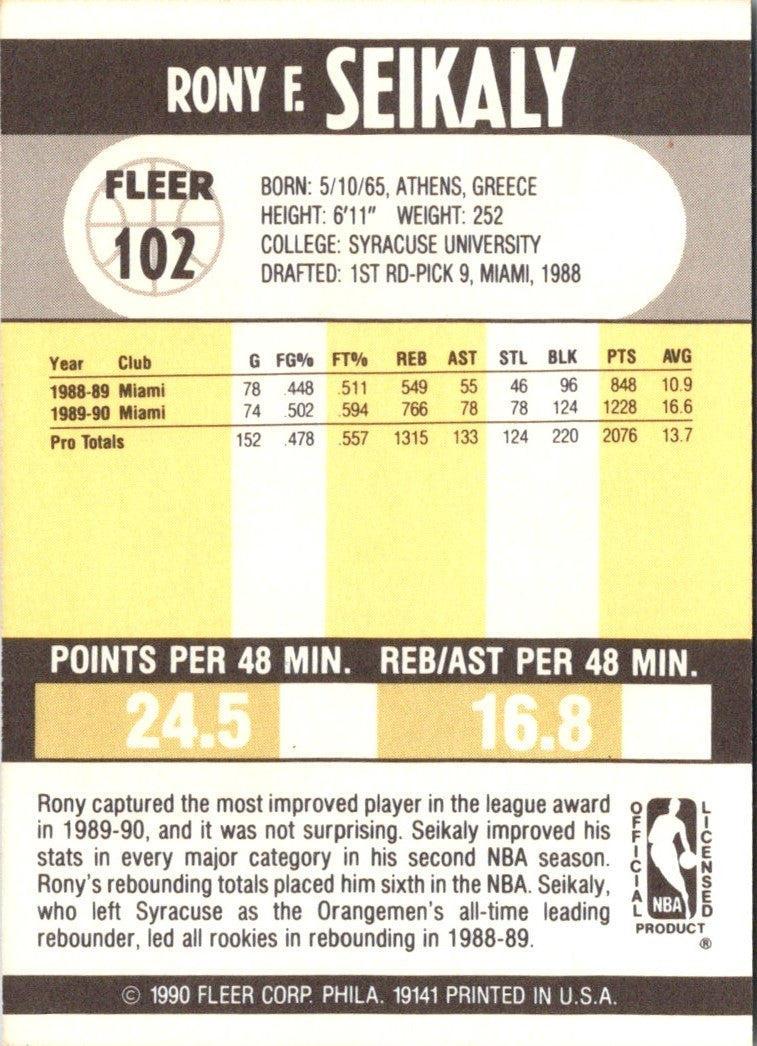 RONY F. SEIKALY
FLEER
102
BORN: 5/10/65, ATHENS, GREECE
HEIGHT: 6'11" WEIGHT: 252
COLLEGE: SYRACUSE UNIVERSITY
DRAFTED: 1ST RD-PICK 9, MIAMI, 1988
Year Club G FG% FT% REB AST STL BLK PTS AVG
1988-89 Miami 78 .448 .511 549 55 46 96 848 10.9
1989-90 Miami 74 .502 .594 766 78 78 124 1228 16.6
Pro Totals 152 .478 .557 1315 133 124 220 2076 13.7
POINTS PER 48 MIN. REB/AST PER 48 MIN.
24.5 16.8
Rony captured the most improved player in the league award
in 1989-90, and it was not surprising. Seikaly improved his
stats in every major category in his second NBA season.
Rony's rebounding totals placed him sixth in the NBA. Seikaly,
who left Syracuse as the Orangemen's all-time leading
rebounder, led all rookies in rebounding in 1988-89.
OFFICIAL
NBA
LICENSED
PRODUCT
®
© 1990 FLEER CORP. PHILA. 19141 PRINTED IN U.S.A.